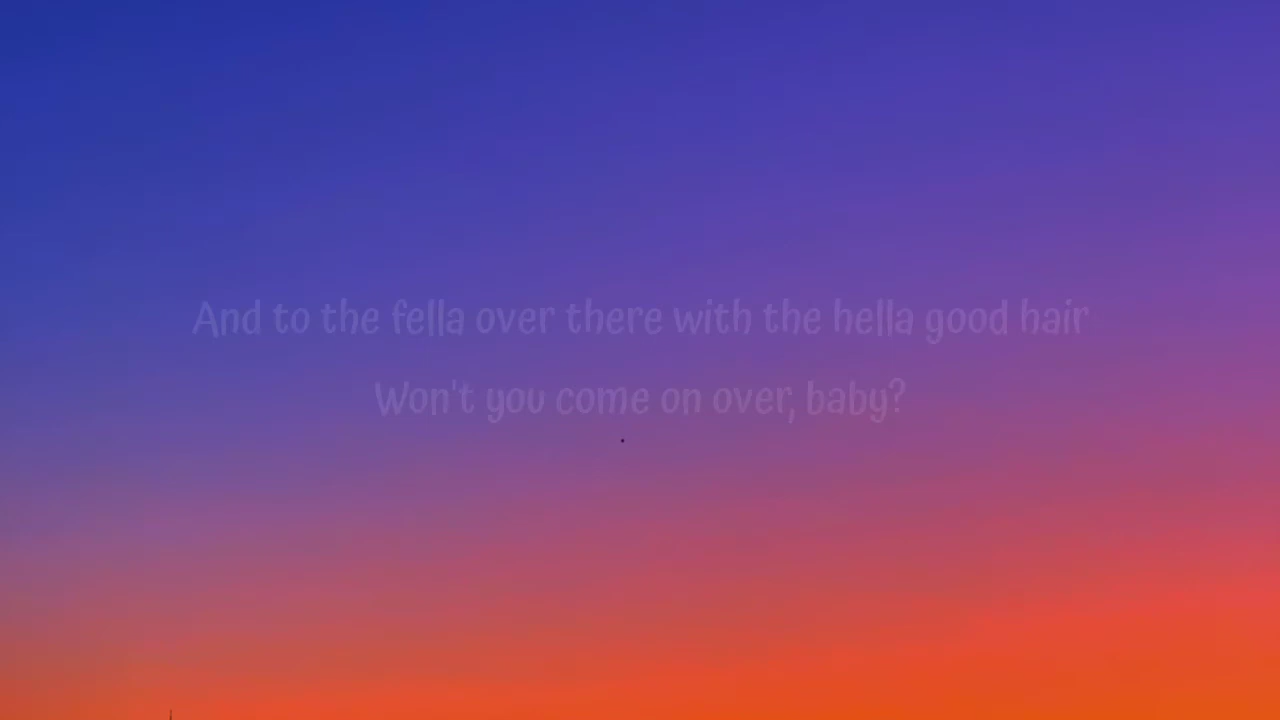 And to the fella over there with the hella good hair
Won't you come on over, baby?